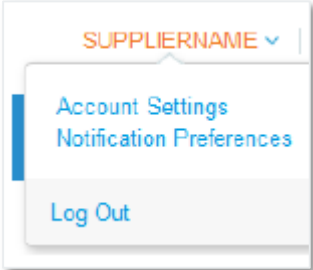 SUPPLIERNAME
Account Settings
Notification Preferences
Log Out